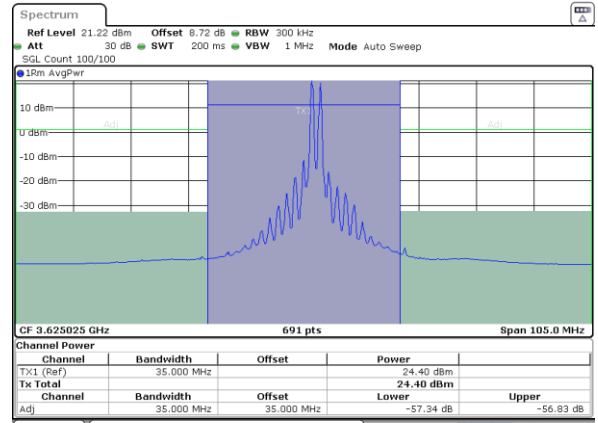 Spectrum
Ref Level 21.22 dBm Offset 8.72 dB RBW 300 kHz
Att 30 dB SWT 200 ms VBW 1 MHz Mode Auto Sweep
SGL Count 100/100
1Rm AvgPwr
10 dBm
TX1
Adj Adj
0 dBm
-10 dBm
-20 dBm
-30 dBm
CF 3.625025 GHz 691 pts Span 105.0 MHz
Channel Power
Channel Bandwidth Offset Power
TX1 (Ref) 35.000 MHz 24.40 dBm
Tx Total 24.40 dBm
Channel Bandwidth Offset Lower Upper
Adj 35.000 MHz 35.000 MHz -57.34 dB -56.83 dB